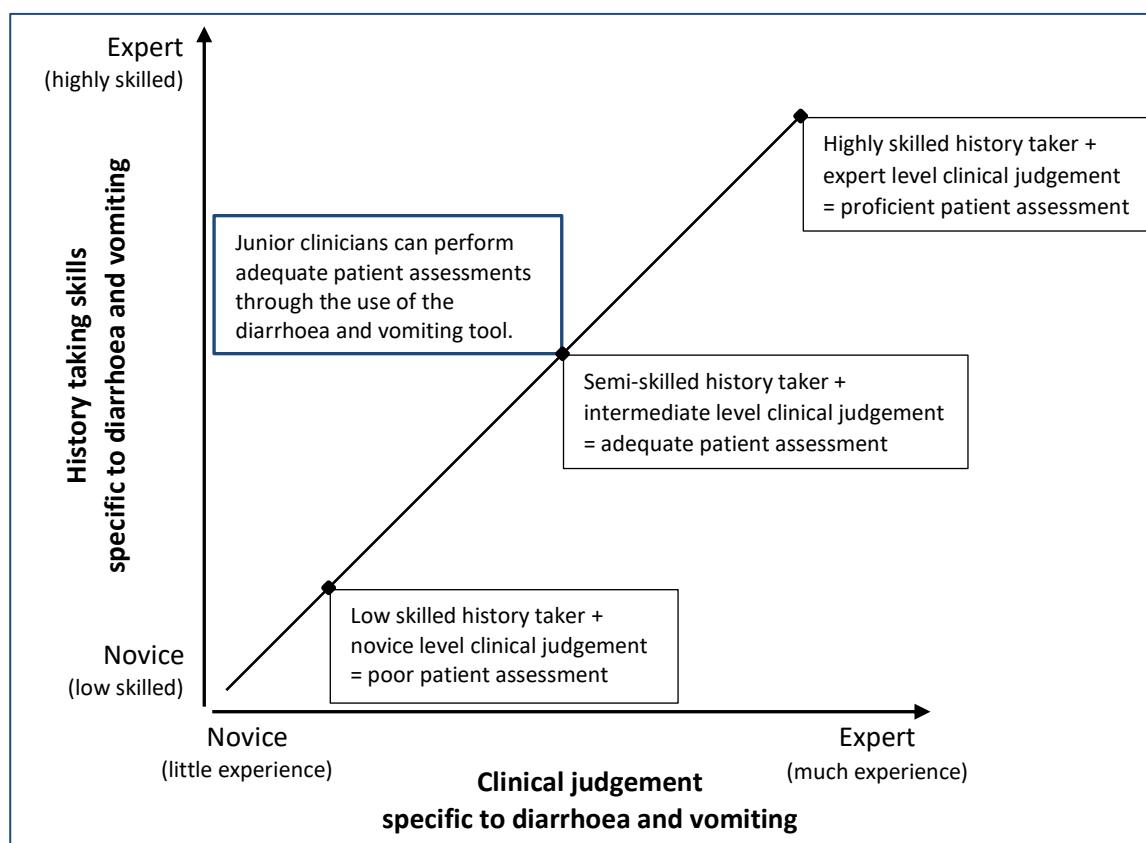 Expert
(highly skilled)
History taking skills
specific to diarrhoea and vomiting
Highly skilled history taker +
expert level clinical judgement
= proficient patient assessment
Junior clinicians can perform
adequate patient assessments
through the use of the
diarrhoea and vomiting tool.
Semi-skilled history taker +
intermediate level clinical judgement
= adequate patient assessment
Low skilled history taker +
novice level clinical judgement
= poor patient assessment
Novice
(low skilled)
Novice
(little experience)
Expert
(much experience)
Clinical judgement
specific to diarrhoea and vomiting